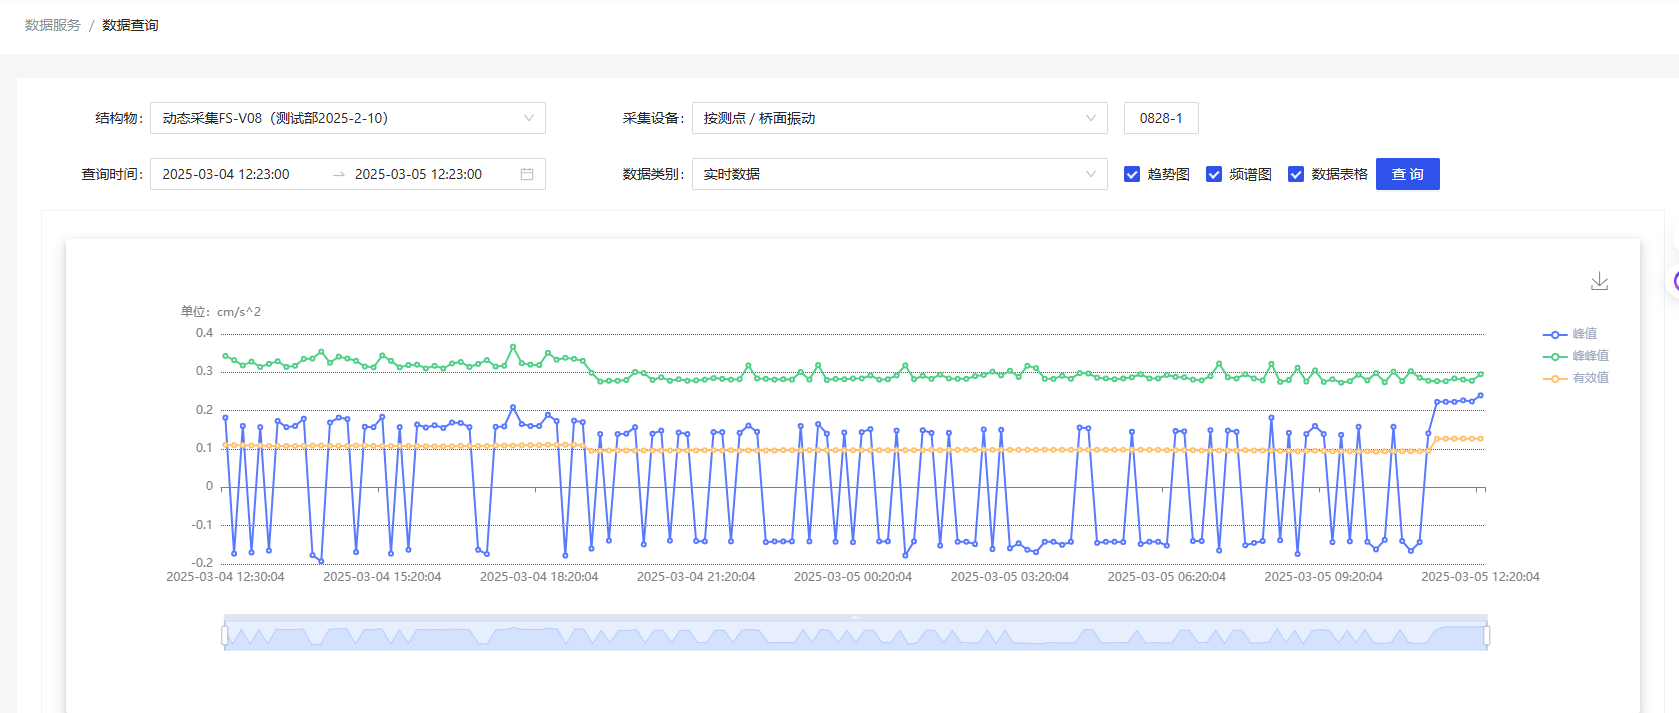 数据服务 / 数据查询
结构物： 动态采集FS-V08（测试部2025-2-10） 采集设备： 按测点 / 桥面振动 0828-1
查询时间： 2025-03-04 12:23:00 → 2025-03-05 12:23:00 数据类别： 实时数据 趋势图 频谱图 数据表格 查 询
单位：cm/s^2
0.4
0.3
0.2
0.1
0
-0.1
-0.2
峰值
峰峰值
有效值
2025-03-04 12:30:04 2025-03-04 15:20:04 2025-03-04 18:20:04 2025-03-04 21:20:04 2025-03-05 00:20:04 2025-03-05 03:20:04 2025-03-05 06:20:04 2025-03-05 09:20:04 2025-03-05 12:20:04